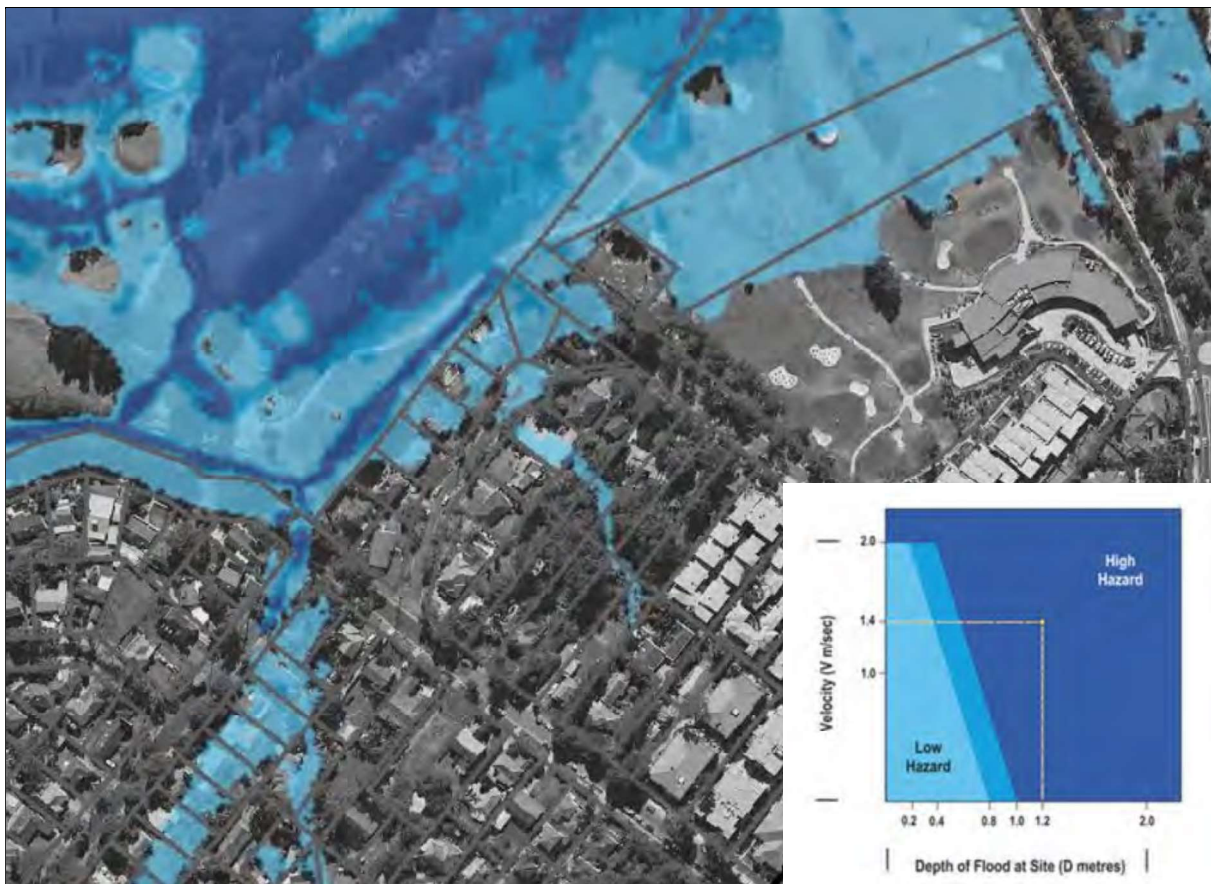 2.0
High
Hazard
1.4
Velocity (V m/sec)
1.0
Low
Hazard
0.2 0.4 0.8 1.0 1.2 2.0
Depth of Flood at Site (D metres)